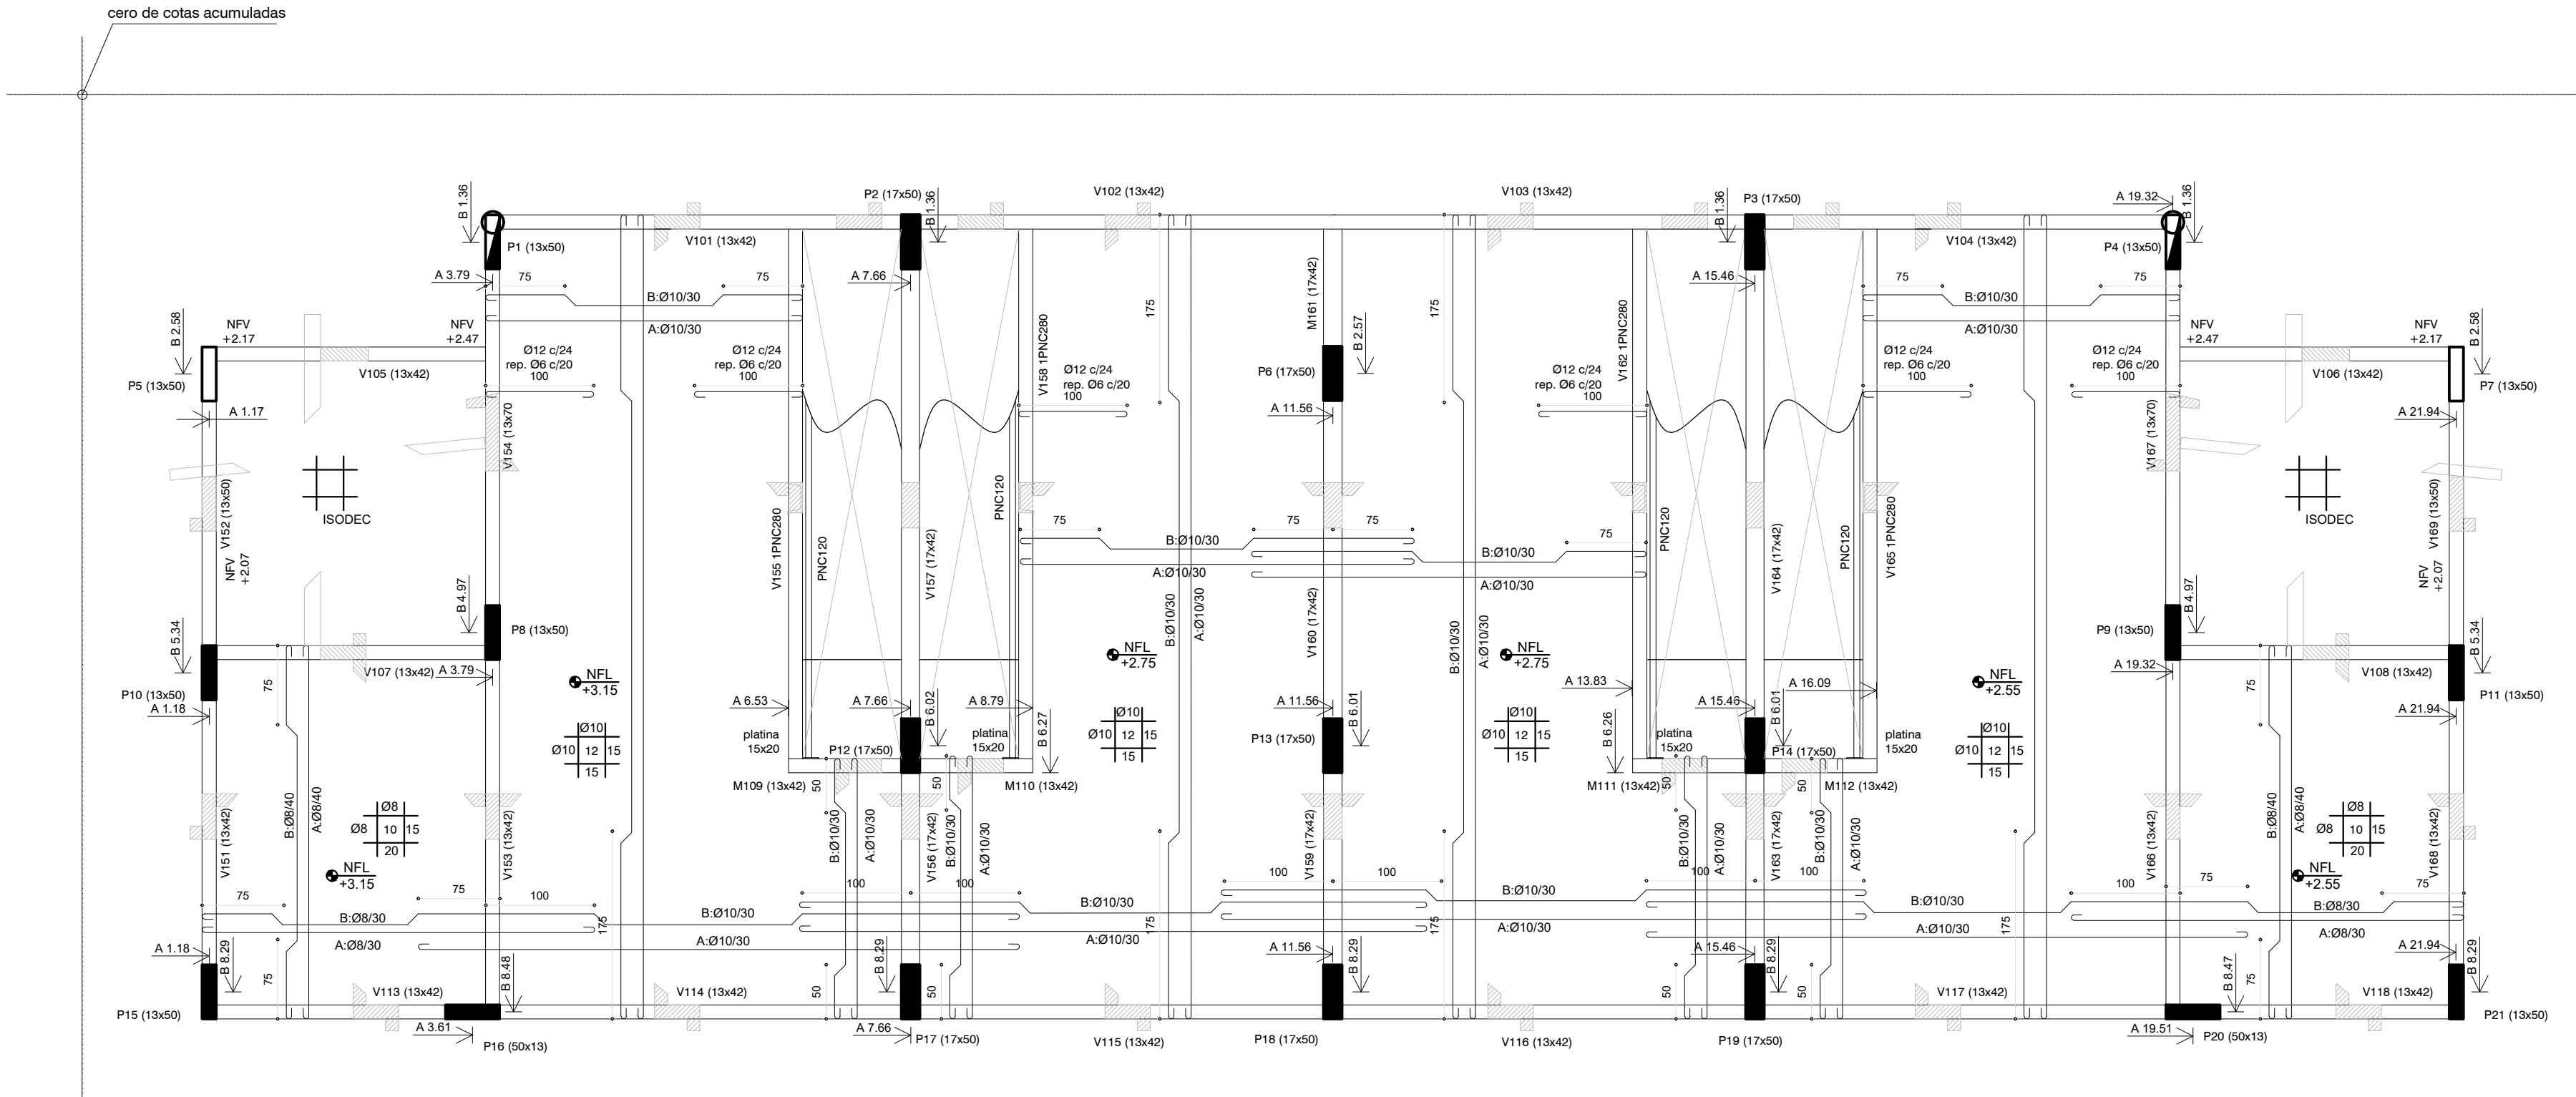 cero de cotas acumuladas
B 1.36
P1 (13x50)
V101 (13x42)
P2 (17x50)
B 1.36
V102 (13x42)
V103 (13x42)
B 1.36
P3 (17x50)
V104 (13x42)
A 19.32
B 1.36
P4 (13x50)
A 3.79
75
75
B:Ø10/30
A:Ø10/30
A 7.66
175
M161 (17x42)
175
A 15.46
75
75
B:Ø10/30
A:Ø10/30
B 2.58
NFV
+2.17
NFV
+2.47
V105 (13x42)
P5 (13x50)
A 1.17
Ø12 c/24
rep. Ø6 c/20
100
Ø12 c/24
rep. Ø6 c/20
100
V158 1PNC280
Ø12 c/24
rep. Ø6 c/20
100
P6 (17x50)
B 2.57
A 11.56
Ø12 c/24
rep. Ø6 c/20
100
V162 1PNC280
Ø12 c/24
rep. Ø6 c/20
100
Ø12 c/24
rep. Ø6 c/20
100
NFV
+2.47
NFV
+2.17
V106 (13x42)
B 2.58
P7 (13x50)
A 21.94
V154 (13x70)
V167 (13x70)
V152 (13x50)
ISODEC
NFV
+2.07
V155 1PNC280
PNC120
V157 (17x42)
PNC120
75
75
75
75
B:Ø10/30
A:Ø10/30
B:Ø10/30
A:Ø10/30
PNC120
V164 (17x42)
PNC120
V165 1PNC280
ISODEC
V169 (13x50)
NFV
+2.07
B 5.34
B 4.97
P8 (13x50)
V107 (13x42)
A 3.79
P10 (13x50)
A 1.18
75
NFL
+3.15
B:Ø10/30
A:Ø10/30
V160 (17x42)
B:Ø10/30
A:Ø10/30
NFL
+2.75
NFL
+2.75
NFL
+2.55
P9 (13x50)
B 4.97
A 19.32
V108 (13x42)
B 5.34
P11 (13x50)
A 21.94
75
A 6.53
A 7.66
B 6.02
A 8.79
B 6.27
A 11.56
B 6.01
A 13.83
B 6.26
A 15.46
B 6.01
A 16.09
Ø10
Ø10 12 15
15
platina
15x20
P12 (17x50)
platina
15x20
Ø10
Ø10 12 15
15
P13 (17x50)
Ø10
Ø10 12 15
15
platina
15x20
P14 (17x50)
platina
15x20
Ø10
Ø10 12 15
15
M109 (13x42)
50
50
M110 (13x42)
M111 (13x42)
50
50
M112 (13x42)
V151 (13x42)
B:Ø8/40
A:Ø8/40
Ø8
Ø8 10 15
20
NFL
+3.15
V153 (13x42)
B:Ø10/30
A:Ø10/30
V156 (17x42)
B:Ø10/30
A:Ø10/30
V159 (17x42)
B:Ø10/30
A:Ø10/30
V163 (17x42)
B:Ø10/30
A:Ø10/30
V166 (13x42)
B:Ø8/40
A:Ø8/40
Ø8
Ø8 10 15
20
NFL
+2.55
V168 (13x42)
75
75
100
100
100
100
100
100
100
100
75
75
B:Ø8/30
A:Ø8/30
175
B:Ø10/30
A:Ø10/30
B:Ø10/30
175
A:Ø10/30
B:Ø10/30
175
A:Ø10/30
B:Ø10/30
175
A:Ø10/30
B:Ø8/30
A:Ø8/30
A 1.18
B 8.29
75
B 8.48
50
B 8.29
50
A 11.56
B 8.29
A 15.46
50
B 8.29
50
B 8.47
75
A 21.94
B 8.29
V113 (13x42)
V114 (13x42)
V117 (13x42)
V118 (13x42)
P15 (13x50)
A 3.61
P16 (50x13)
A 7.66
P17 (17x50)
V115 (13x42)
P18 (17x50)
V116 (13x42)
P19 (17x50)
A 19.51
P20 (50x13)
P21 (13x50)